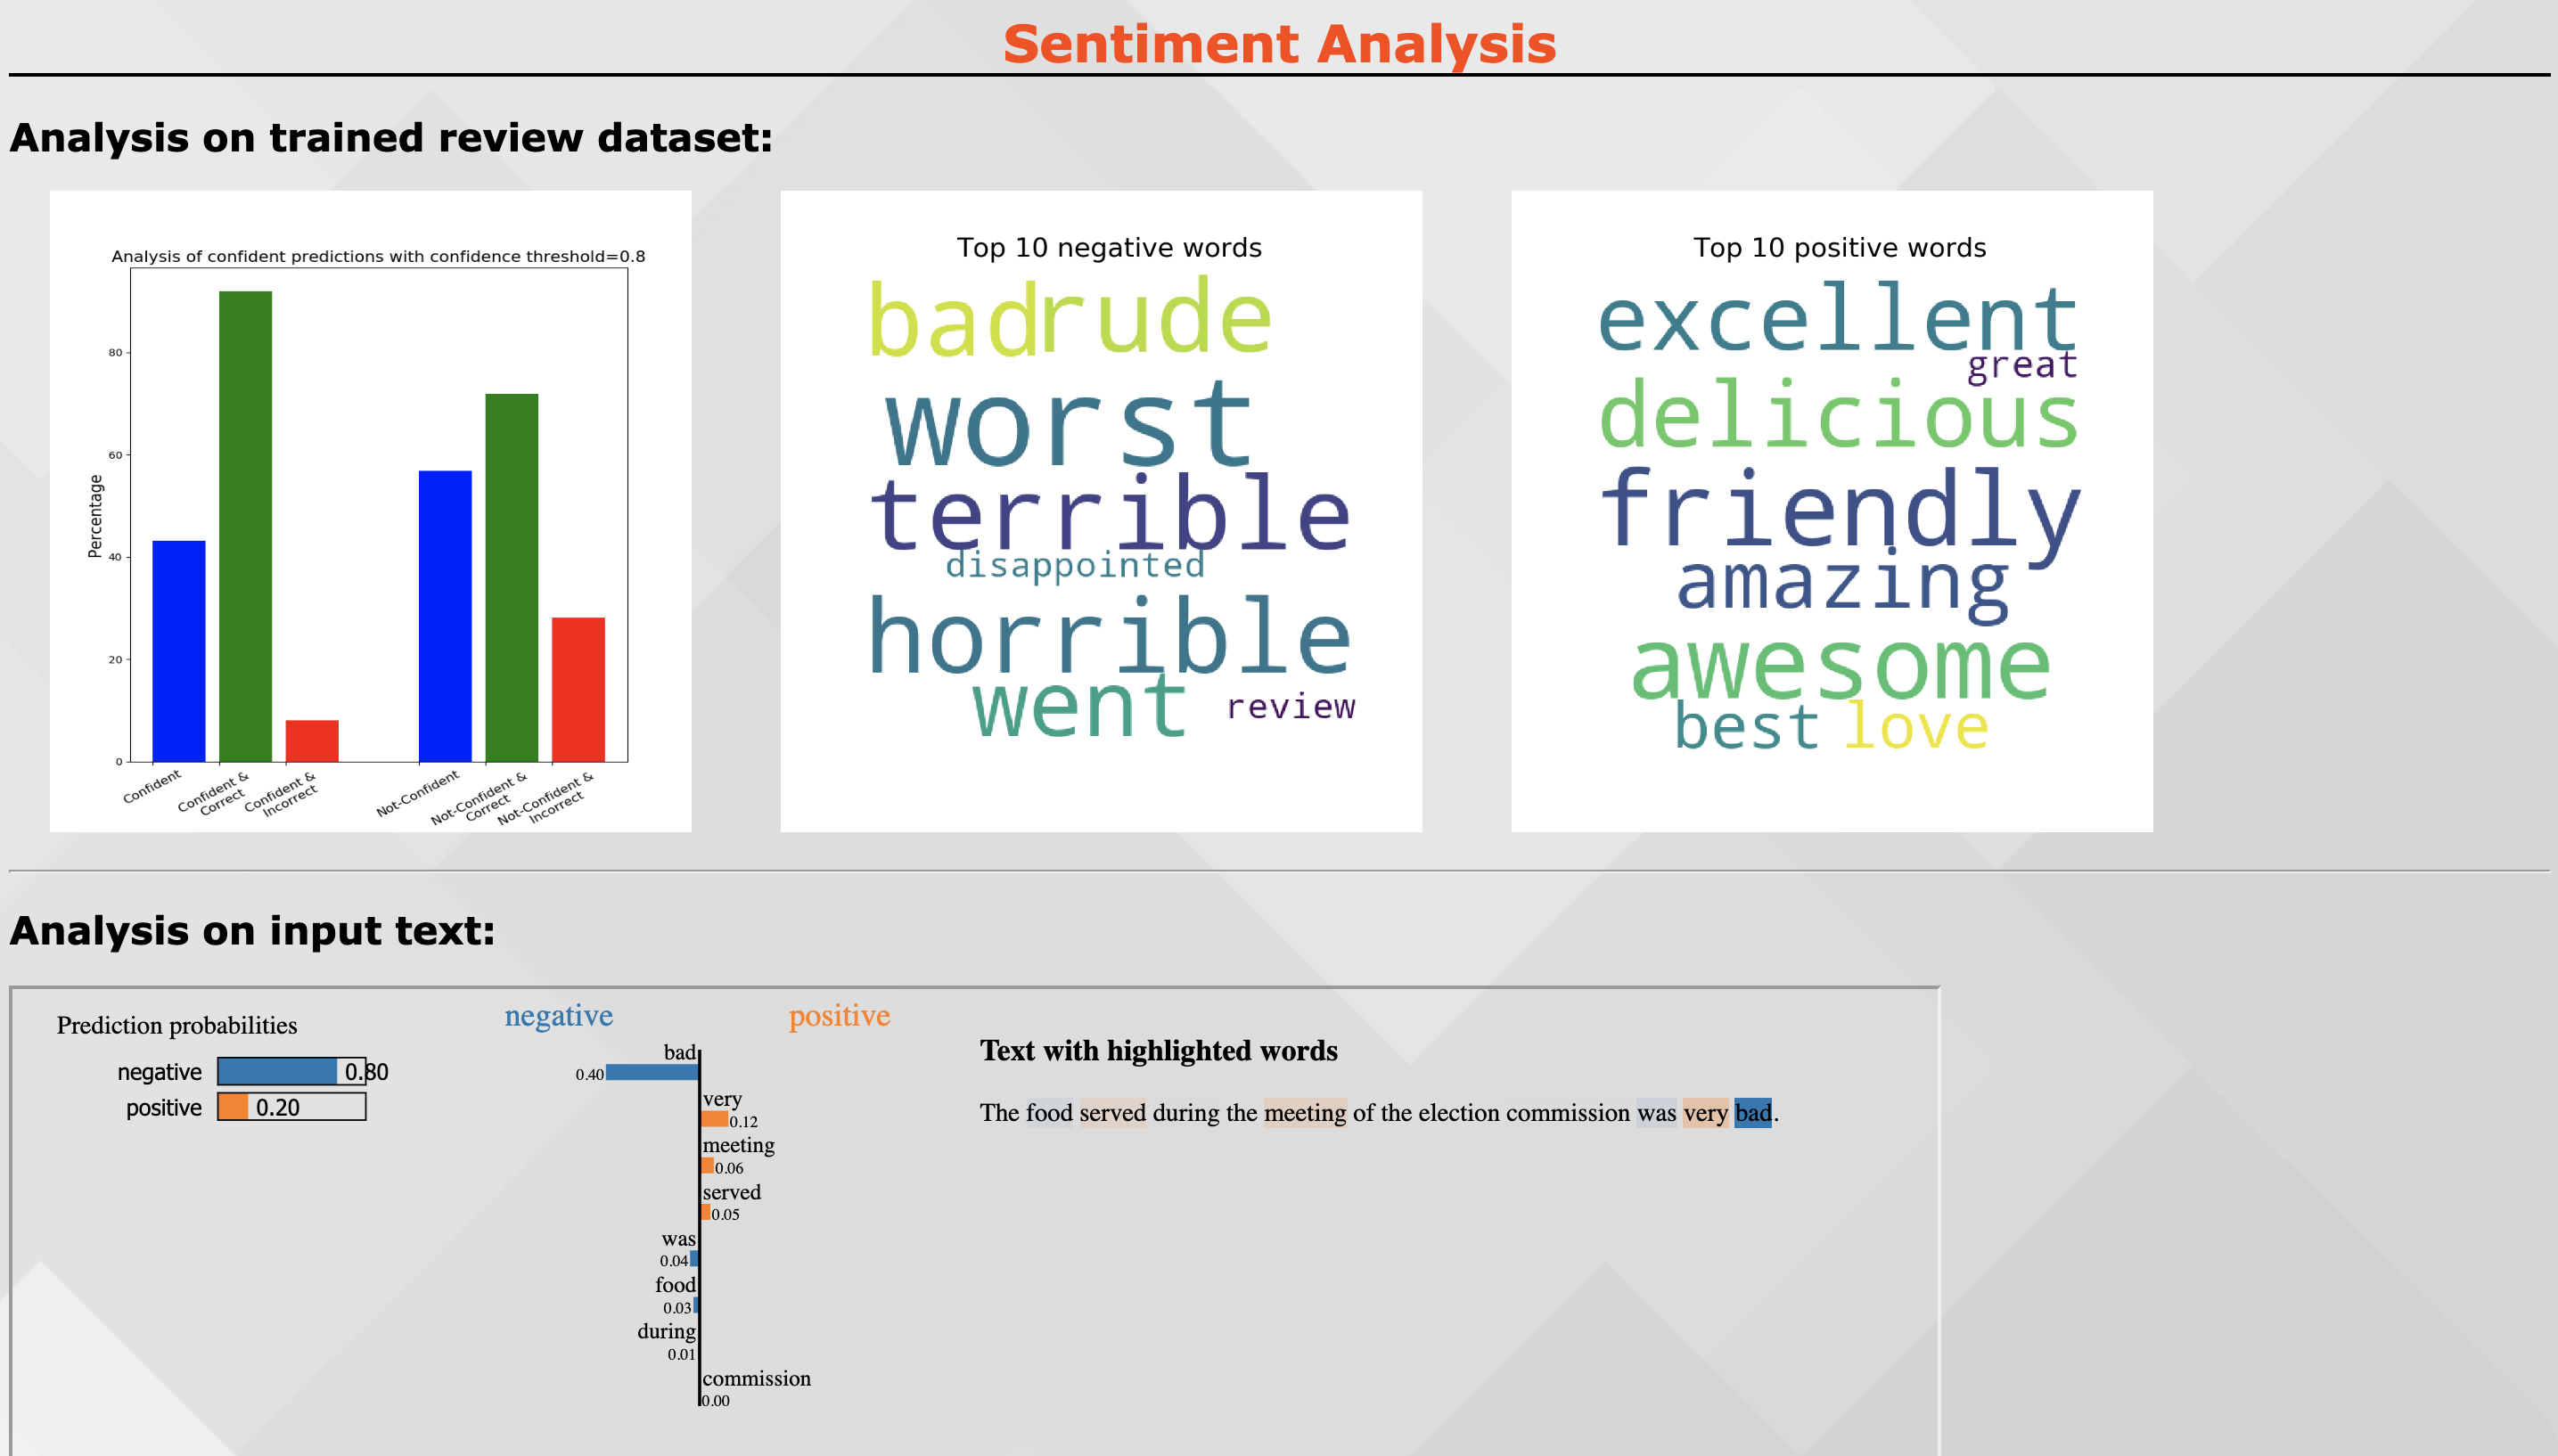 Sentiment Analysis
Analysis on trained review dataset:
Analysis of confident predictions with confidence threshold=0.8
Percentage
80
60
40
20
0
Confident
Confident &
Correct
Confident &
Incorrect
Not-Confident
Not-Confident &
Correct
Not-Confident &
Incorrect
Top 10 negative words
bad rude
worst
terrible
disappointed
horrible
went review
Top 10 positive words
excellent
great
delicious
friendly
amazing
awesome
best love
Analysis on input text:
Prediction probabilities
negative 0.80
positive 0.20
negative positive
bad
0.40
very
0.12
meeting
0.06
served
0.05
was
0.04
food
0.03
during
0.01
commission
0.00
Text with highlighted words
The food served during the meeting of the election commission was very bad.